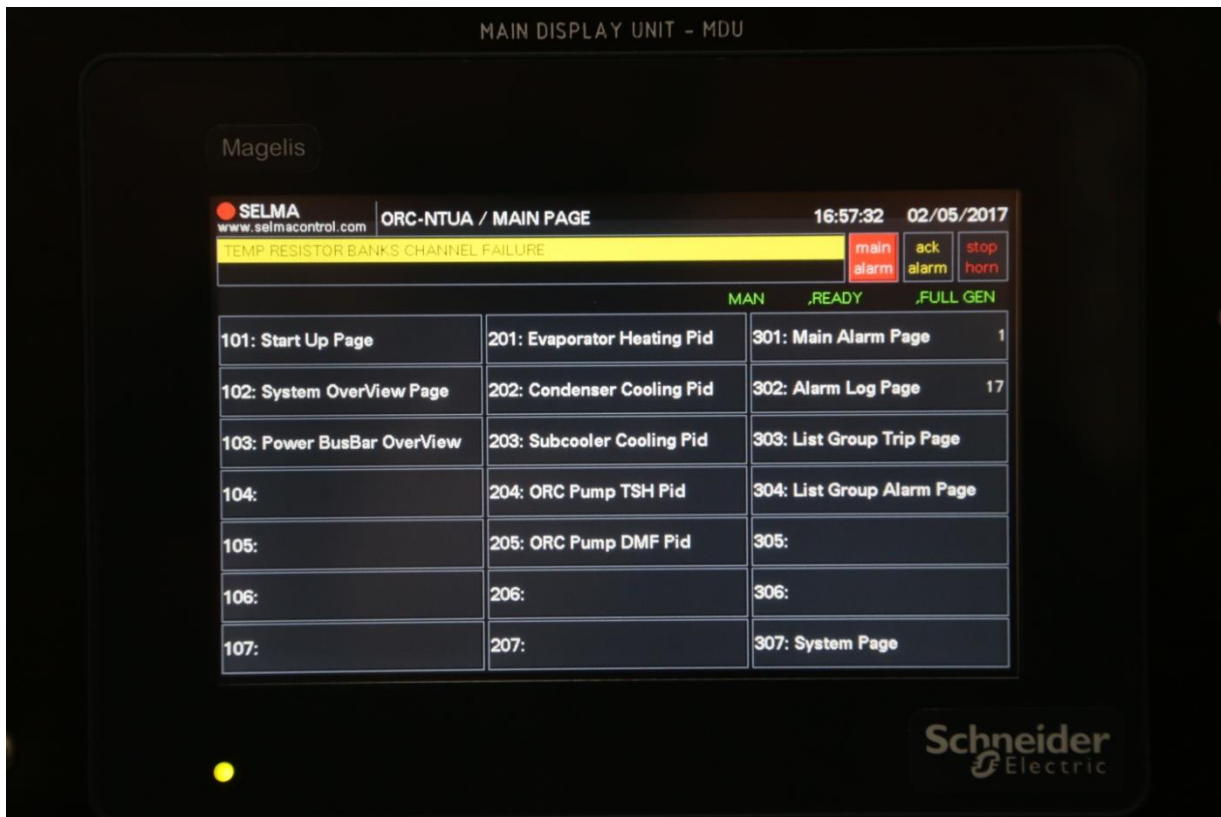 MAIN DISPLAY UNIT - MDU
Magelis
SELMA
www.selmacontrol.com
ORC-NTUA / MAIN PAGE
16:57:32 02/05/2017
TEMP RESISTOR BANKS CHANNEL FAILURE
main alarm
ack alarm
stop horn
MAN ,READY ,FULL GEN
101: Start Up Page
201: Evaporator Heating Pid
301: Main Alarm Page 1
102: System OverView Page
202: Condenser Cooling Pid
302: Alarm Log Page 17
103: Power BusBar OverView
203: Subcooler Cooling Pid
303: List Group Trip Page
104:
204: ORC Pump TSH Pid
304: List Group Alarm Page
105:
205: ORC Pump DMF Pid
305:
106:
206:
306:
107:
207:
307: System Page
Schneider
Electric